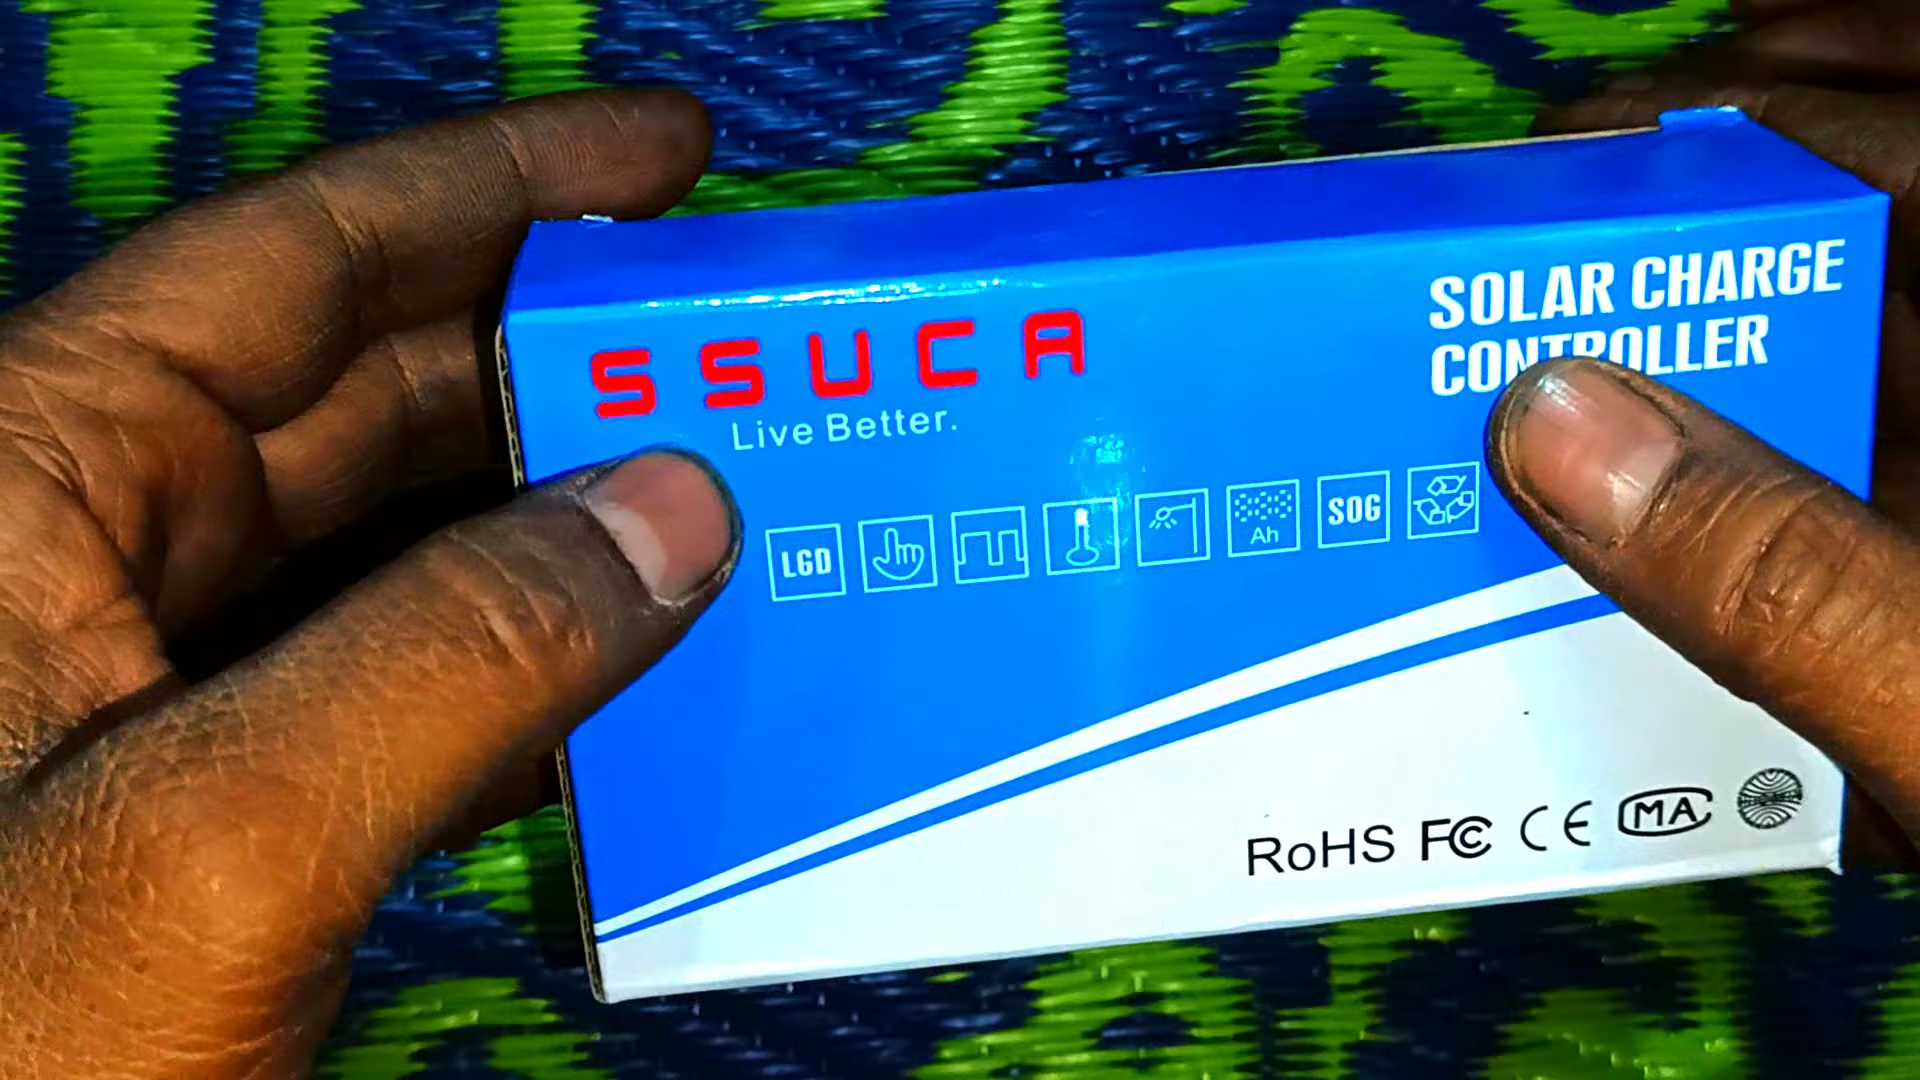 SSUCA
Live Better.
SOLAR CHARGE
CONTROLLER
LGD
Ah
SOG
RoHS FC CE MA